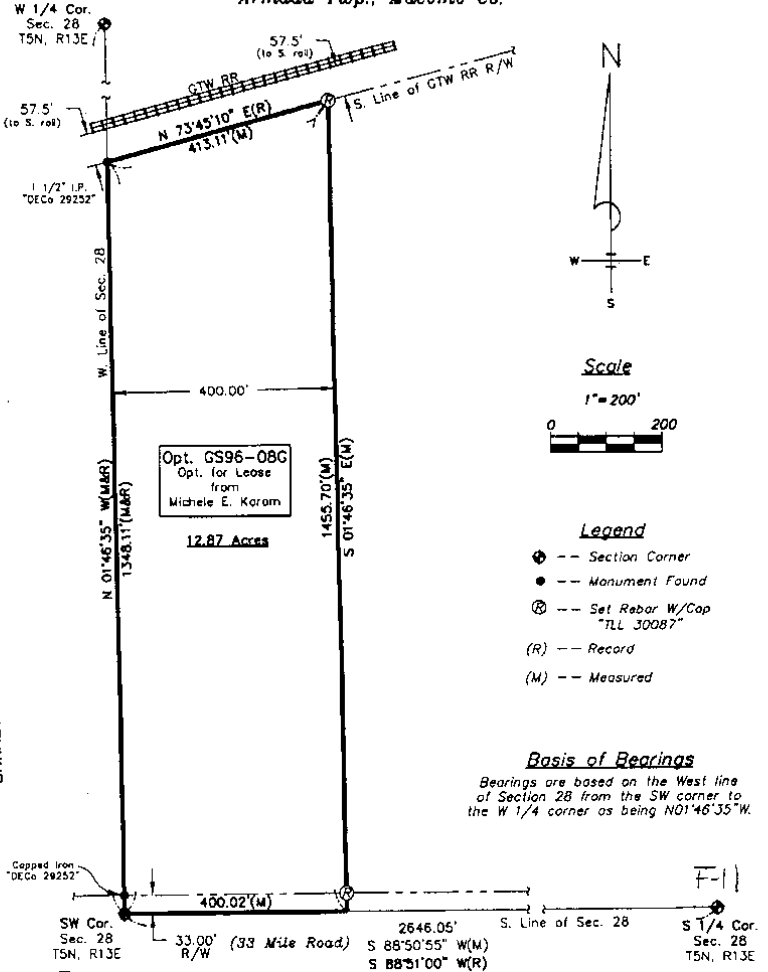 Armada Twp., Macomb Co.
W 1/4 Cor.
Sec. 28
T5N, R13E
57.5'
(to S. rail)
GTW RR
S. Line of GTW RR R/W
57.5'
(to S. rail)
N 73°45'10" E(R)
413.11'(M)
1 1/2" I.P.
"DECo 29252"
W. Line of Sec. 28
N
W
E
S
400.00'
Scale
1"=200'
0
200
Opt. GS96-08G
Opt. for Lease
from
Michele E. Karam
12.87 Acres
N 01°46'35" W(M&R)
1348.11'(M&R)
1455.70'(M)
S 01°46'35" E(M)
Legend
-- Section Corner
-- Monument Found
R -- Set Rebar W/Cap
"TLL 30087"
(R) -- Record
(M) -- Measured
Basis of Bearings
Bearings are based on the West line
of Section 28 from the SW corner to
the W 1/4 corner as being N01°46'35"W.
Capped Iron
"DECo 29252"
400.02'(M)
F-11
SW Cor.
Sec. 28
T5N, R13E
33.00'
R/W
(33 Mile Road)
2646.05'
S 88°50'55" W(M)
S 88°51'00" W(R)
S. Line of Sec. 28
S 1/4 Cor.
Sec. 28
T5N, R13E